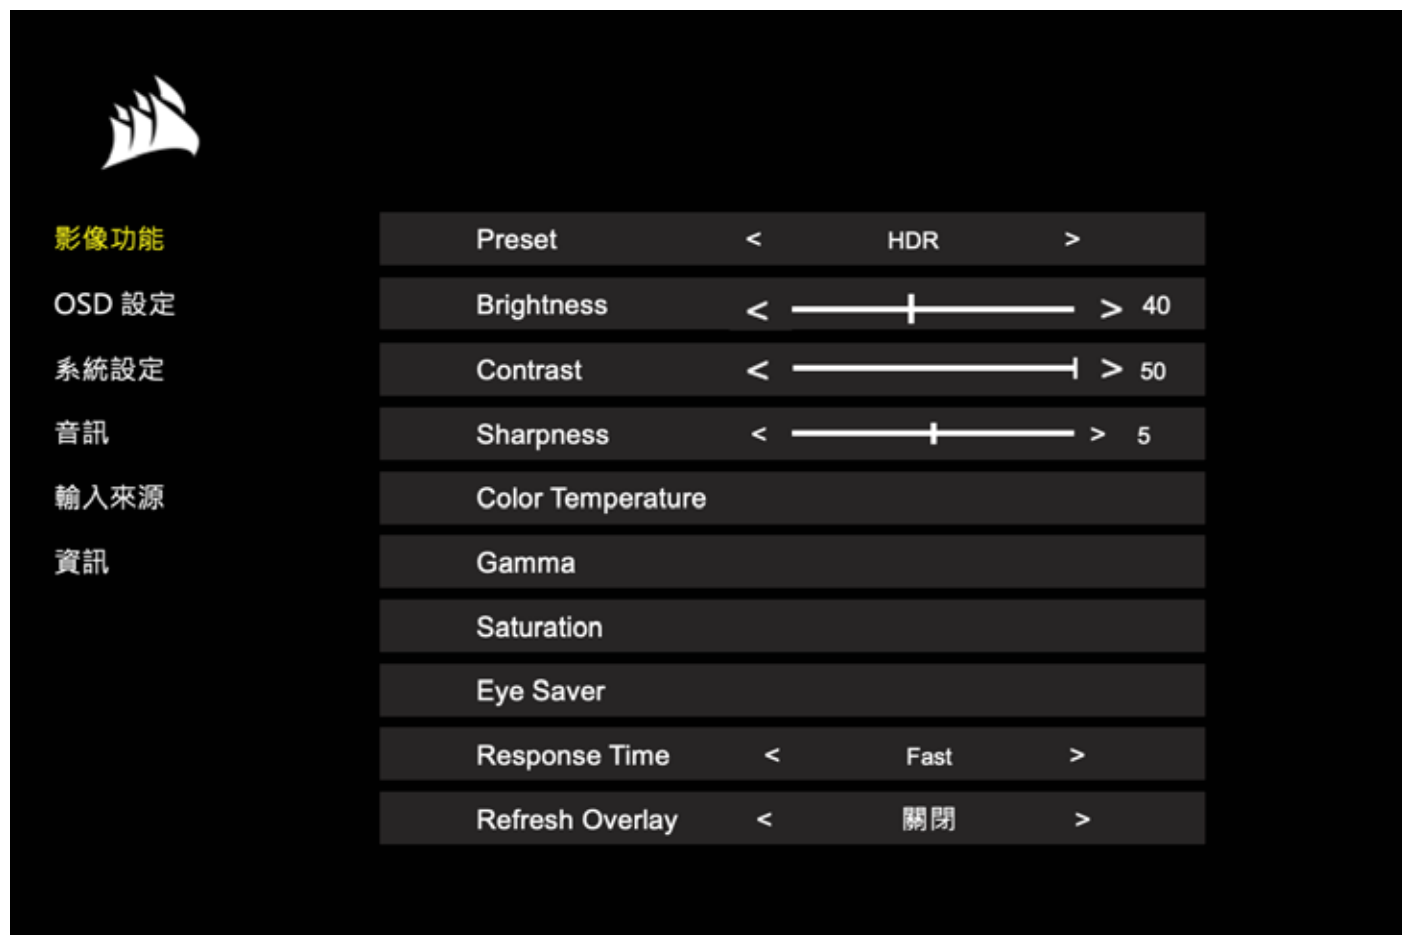 影像功能
Preset < HDR >
OSD 設定
Brightness < > 40
系統設定
Contrast < > 50
音訊
Sharpness < > 5
輸入來源
Color Temperature
資訊
Gamma
Saturation
Eye Saver
Response Time < Fast >
Refresh Overlay < 關閉 >